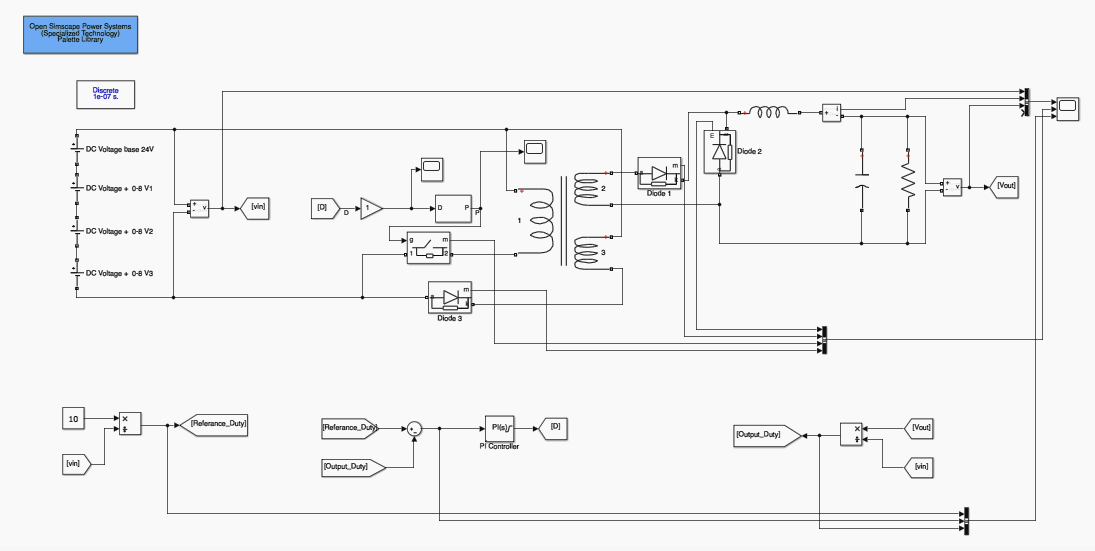 Open Simscape Power Systems
(Specialized Technology)
Palette Library
Discrete
1e-07 s.
DC Voltage base 24V
DC Voltage + 0-8 V1
DC Voltage + 0-8 V2
DC Voltage + 0-8 V3
+
-
v
[vin]
[D]
D
1
D
P
P
g
m
1
2
m
a
k
Diode 3
1
2
3
+
+
+
a
m
k
Diode 1
E
Diode 2
+
+
i
-
+
-
v
[Vout]
10
×
÷
[vin]
[Referance_Duty]
[Referance_Duty]
[Output_Duty]
+
-
PI(s)
PI Controller
[D]
[Output_Duty]
×
÷
[Vout]
[vin]